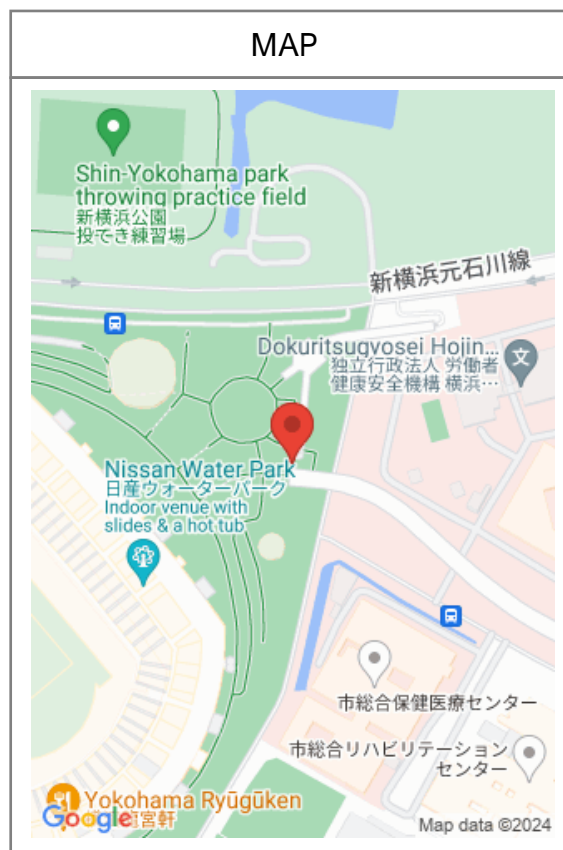 MAP
Shin-Yokohama park
throwing practice field
新横浜公園
投てき練習場
新横浜元石川線
Dokuritsugyosei Hojin...
独立行政法人 労働者
健康安全機構 横浜…
Nissan Water Park
日産ウォーターパーク
Indoor venue with
slides & a hot tub
市総合保健医療センター
市総合リハビリテーション
センター
Yokohama Ryūgūken
龍宮軒
Google
Map data ©2024